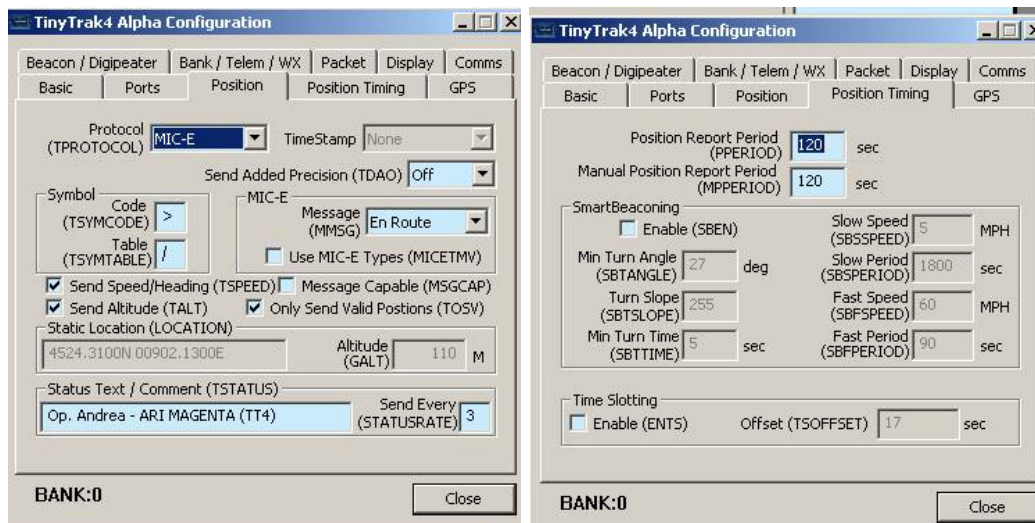 TinyTrak4 Alpha Configuration
Beacon / Digipeater Bank / Telem / WX Packet Display Comms
Basic Ports Position Position Timing GPS
Protocol (TPROTOCOL) MIC-E TimeStamp None
Send Added Precision (TDAO) Off
Symbol
Code (TSYMCODE) >
Table (TSYMTABLE) /
MIC-E
Message (MMSG) En Route
Use MIC-E Types (MICETMV)
Send Speed/Heading (TSPEED) Message Capable (MSGCAP)
Send Altitude (TALT) Only Send Valid Postions (TOSV)
Static Location (LOCATION)
4524.3100N 00902.1300E Altitude (GALT) 110 M
Status Text / Comment (TSTATUS)
Op. Andrea - ARI MAGENTA (TT4) Send Every (STATUSRATE) 3
BANK:0 Close
TinyTrak4 Alpha Configuration
Beacon / Digipeater Bank / Telem / WX Packet Display Comms
Basic Ports Position Position Timing GPS
Position Report Period (PPERIOD) 120 sec
Manual Position Report Period (MPPERIOD) 120 sec
SmartBeaconing
Enable (SBEN)
Min Turn Angle (SBTANGLE) 27 deg
Turn Slope (SBTSLOPE) 255
Min Turn Time (SBTTIME) 5 sec
Slow Speed (SBSSPEED) 5 MPH
Slow Period (SBSPERIOD) 1800 sec
Fast Speed (SBFSPEED) 60 MPH
Fast Period (SBFPERIOD) 90 sec
Time Slotting
Enable (ENTS) Offset (TSOFFSET) 17 sec
BANK:0 Close